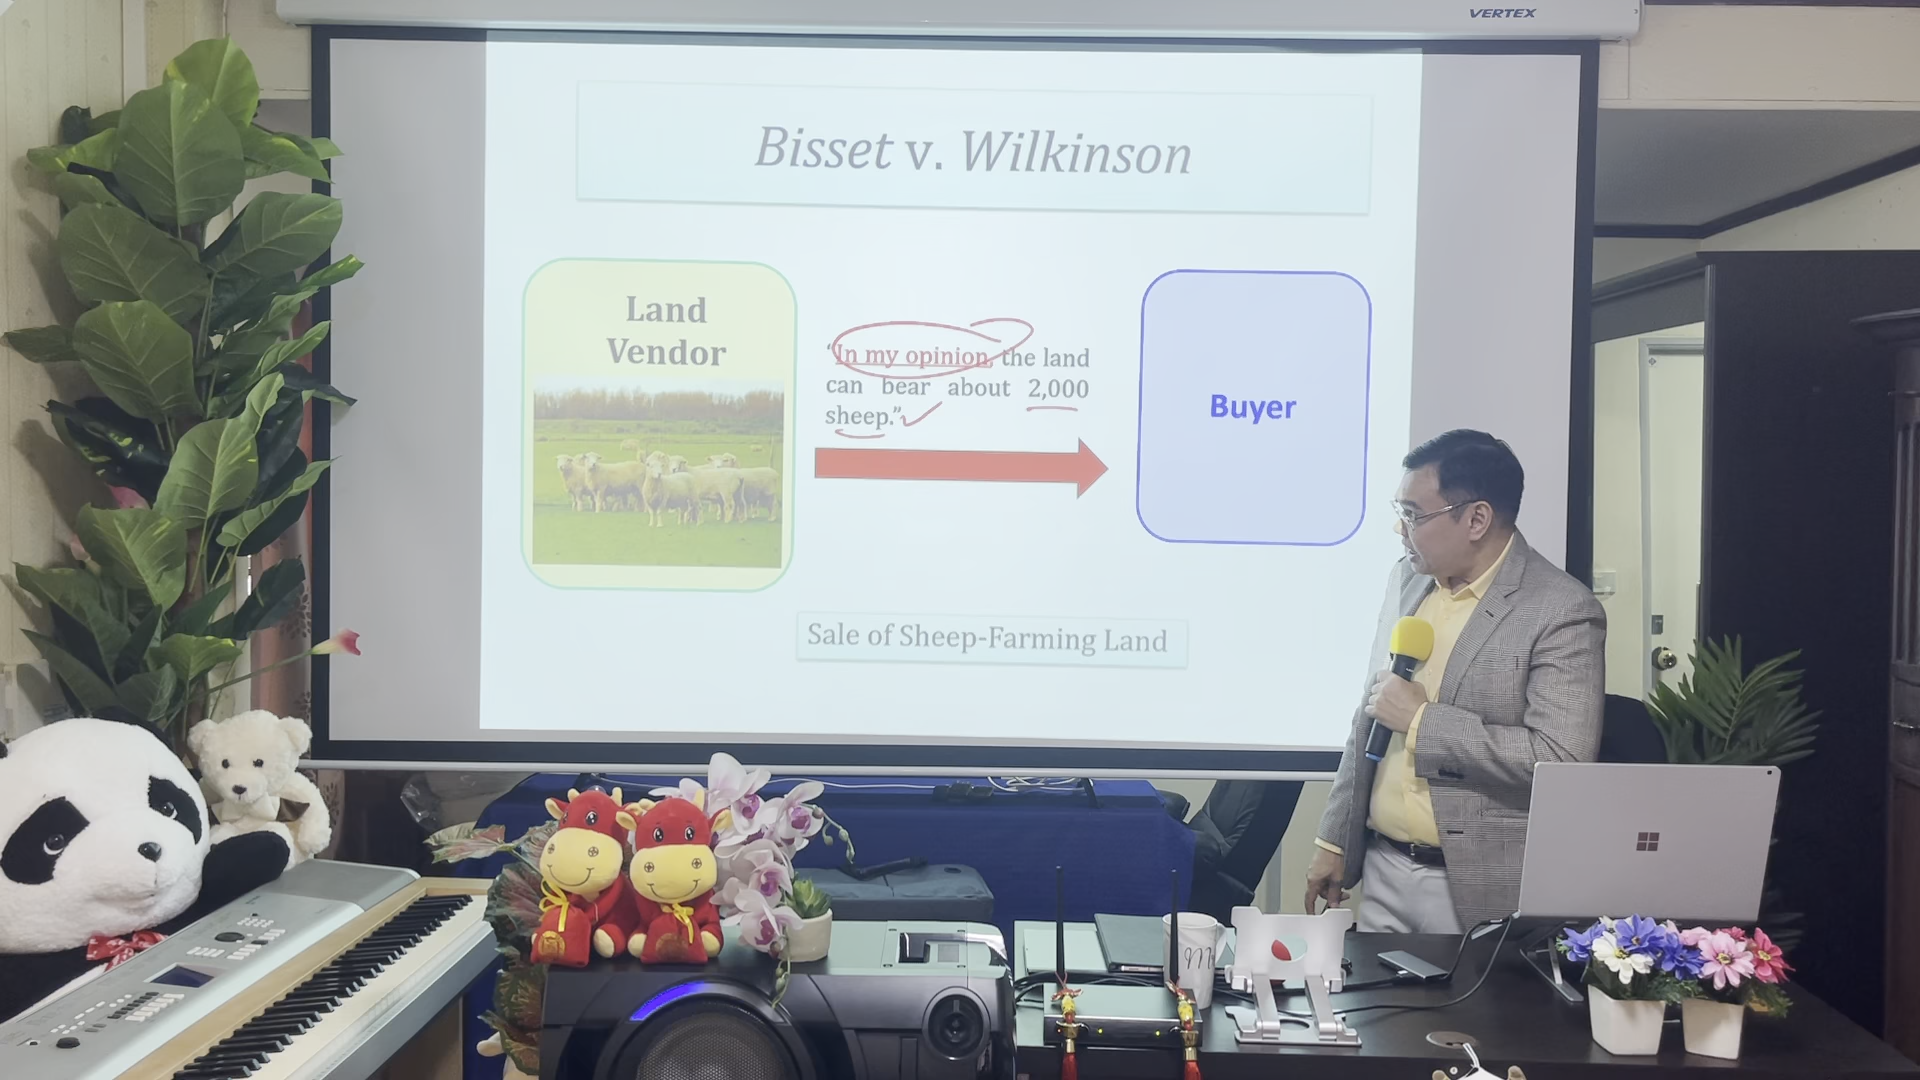 VERTEX
Bisset v. Wilkinson
Land
Vendor
“In my opinion, the land
can bear about 2,000
sheep.”
Buyer
Sale of Sheep-Farming Land